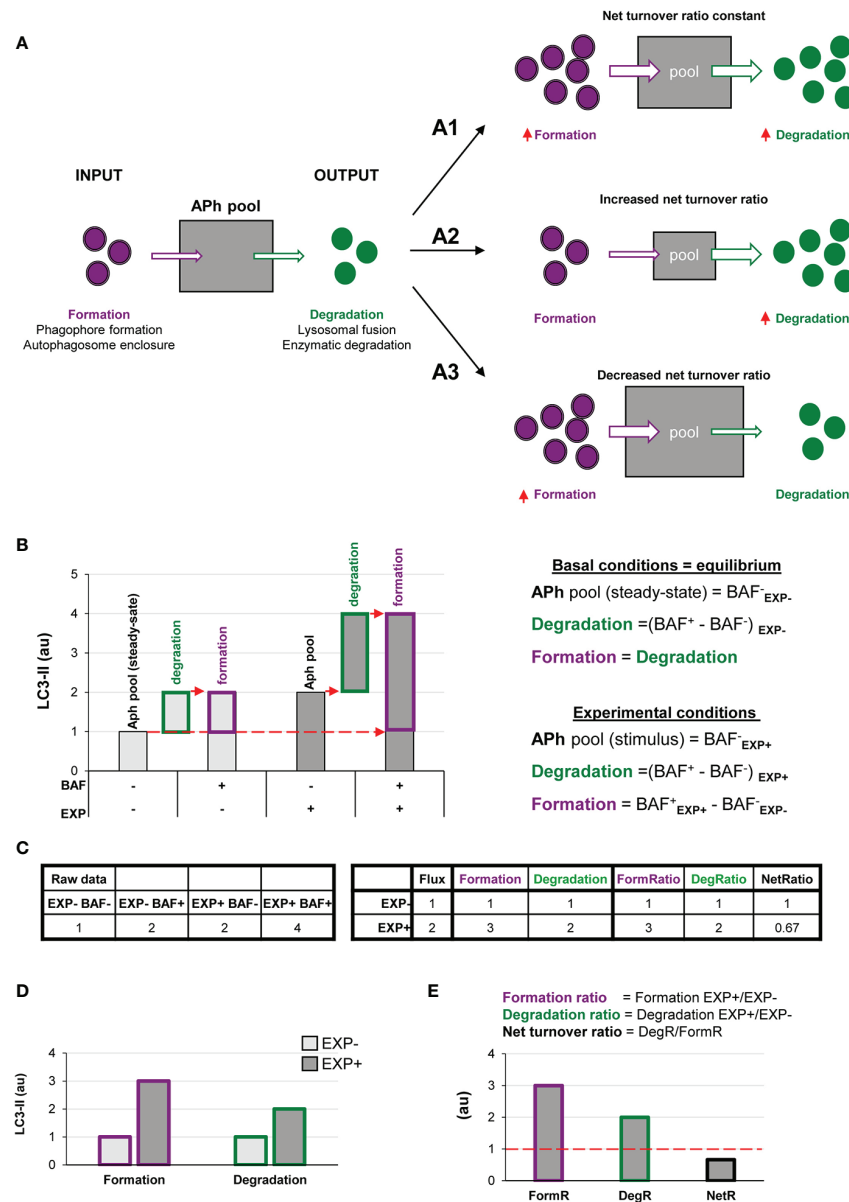 A
Net turnover ratio constant
pool
A1
Formation
Degradation
INPUT
OUTPUT
APh pool
Increased net turnover ratio
A2
pool
Formation
Degradation
Formation
Phagophore formation
Autophagosome enclosure
Degradation
Lysosomal fusion
Enzymatic degradation
A3
Decreased net turnover ratio
pool
Formation
Degradation
B
LC3-II (au)
5
4
3
2
1
0
Aph pool (steady-sate)
degraation
formation
Aph pool
degraation
formation
BAF - + - +
EXP - - + +
Basal conditions = equilibrium
APh pool (steady-state) = BAF⁻EXP-
Degradation =(BAF⁺ - BAF⁻) EXP-
Formation = Degradation
Experimental conditions
APh pool (stimulus) = BAF⁻EXP+
Degradation =(BAF⁺ - BAF⁻) EXP+
Formation = BAF⁺EXP+ - BAF⁻EXP-
C
Raw data
EXP- BAF- EXP- BAF+ EXP+ BAF- EXP+ BAF+
1 2 2 4
Flux Formation Degradation FormRatio DegRatio NetRatio
EXP- 1 1 1 1 1 1
EXP+ 2 3 2 3 2 0.67
D
EXP-
EXP+
LC3-II (au)
4
3
2
1
0
Formation Degradation
E
Formation ratio = Formation EXP+/EXP-
Degradation ratio = Degradation EXP+/EXP-
Net turnover ratio = DegR/FormR
(au)
4
3
2
1
0
FormR DegR NetR